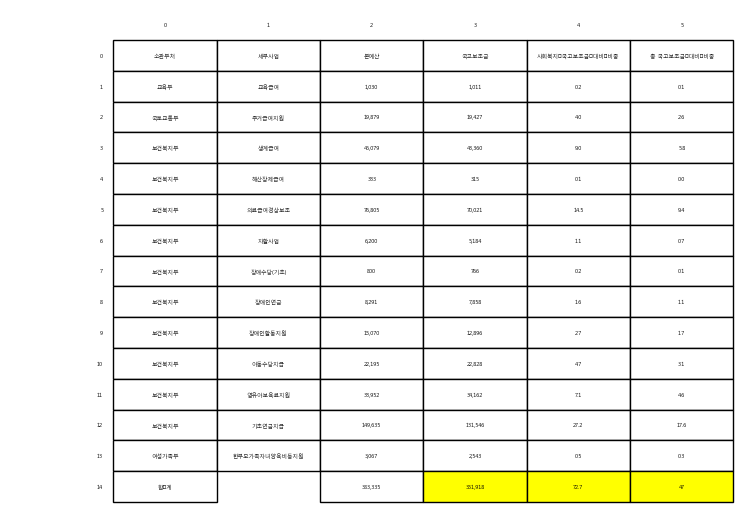 0 1 2 3 4 5
0 소관부처 세부사업 본예산 국고보조금 사회복지□국고보조금□대비□비중 총 국고보조금□대비□비중
1 교육부 교육급여 1,030 1,011 0.2 0.1
2 국토교통부 주거급여지원 19,879 19,427 4.0 2.6
3 보건복지부 생계급여 45,079 43,360 9.0 5.8
4 보건복지부 해산장제급여 353 315 0.1 0.0
5 보건복지부 의료급여경상보조 76,805 70,021 14.5 9.4
6 보건복지부 자활사업 6,200 5,184 1.1 0.7
7 보건복지부 장애수당(기초) 800 766 0.2 0.1
8 보건복지부 장애인연금 8,291 7,858 1.6 1.1
9 보건복지부 장애인활동지원 15,070 12,896 2.7 1.7
10 보건복지부 아동수당지급 22,195 22,828 4.7 3.1
11 보건복지부 영유아보육료지원 33,952 34,162 7.1 4.6
12 보건복지부 기초연금지급 149,635 131,546 27.2 17.6
13 여성가족부 한부모가족자녀양육비등지원 3,067 2,543 0.5 0.3
14 합□계 383,335 351,918 72.7 47